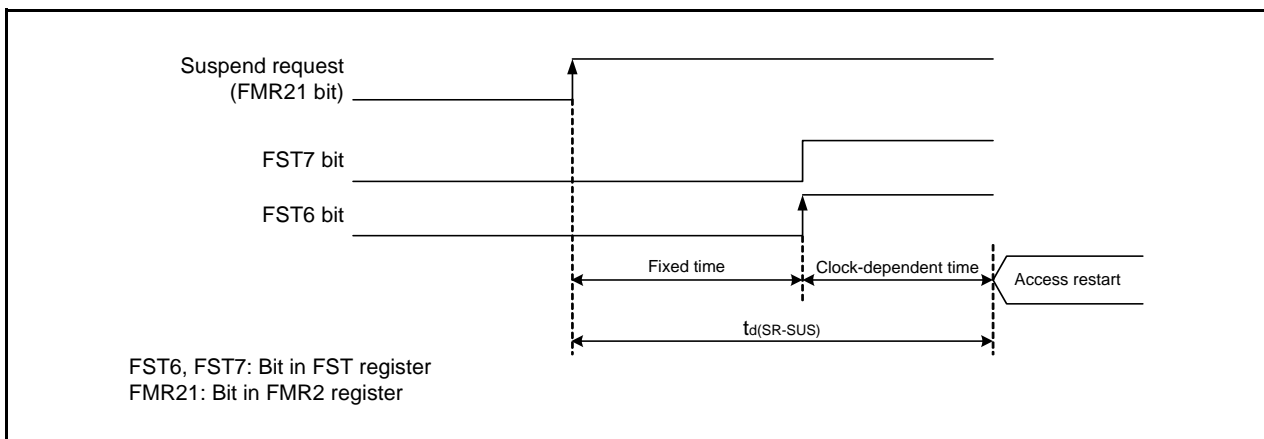 Suspend request
(FMR21 bit)
FST7 bit
FST6 bit
Fixed time
Clock-dependent time
Access restart
td(SR-SUS)
FST6, FST7: Bit in FST register
FMR21: Bit in FMR2 register